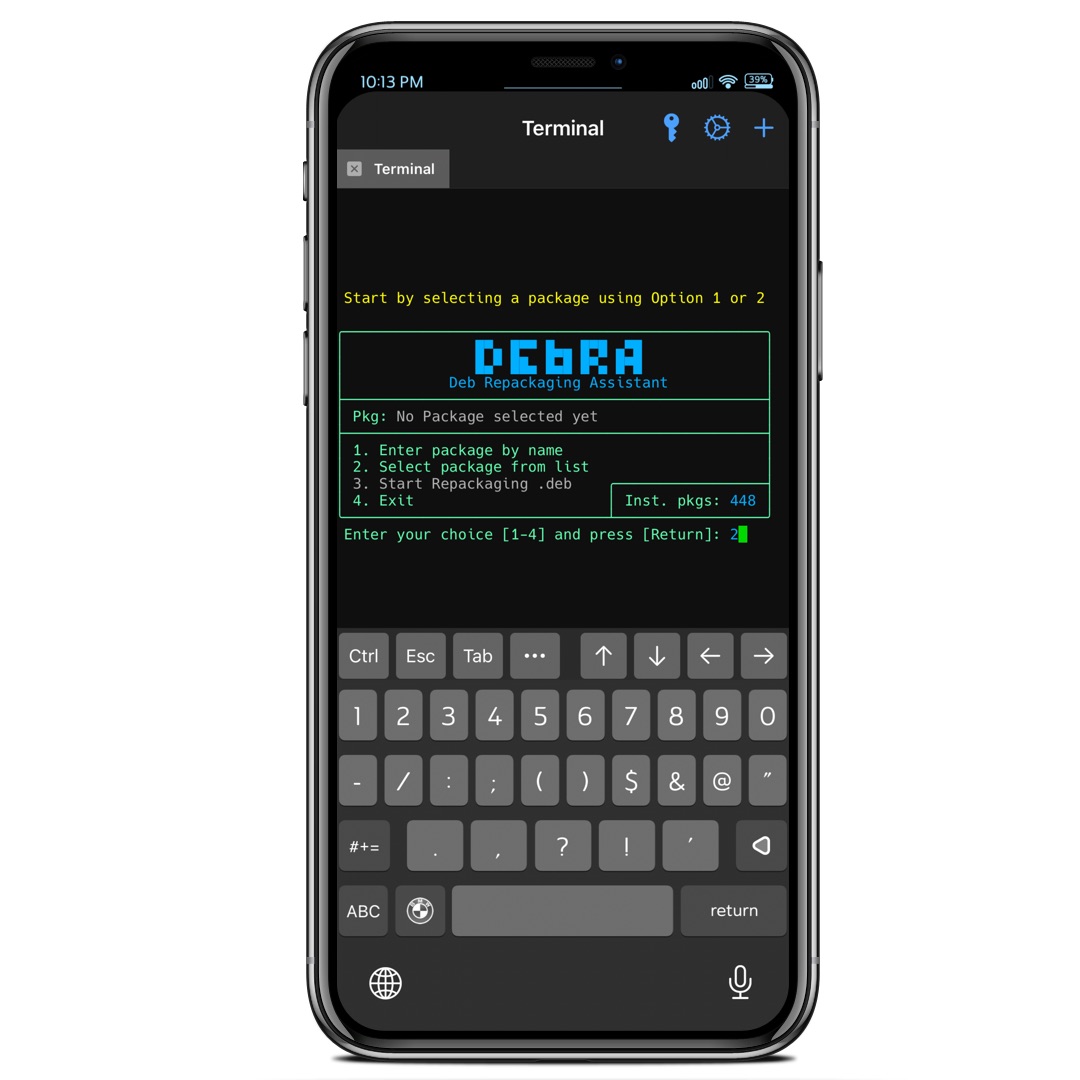 10:13 PM 39%
Terminal
Terminal
Start by selecting a package using Option 1 or 2
DEbRA
Deb Repackaging Assistant
Pkg: No Package selected yet
1. Enter package by name
2. Select package from list
3. Start Repackaging .deb
4. Exit
Inst. pkgs: 448
Enter your choice [1-4] and press [Return]: 2
Ctrl Esc Tab ••• ↑ ↓ ← →
1 2 3 4 5 6 7 8 9 0
- / : ; ( ) $ & @ "
#+= . , ? ! '
ABC BMW return